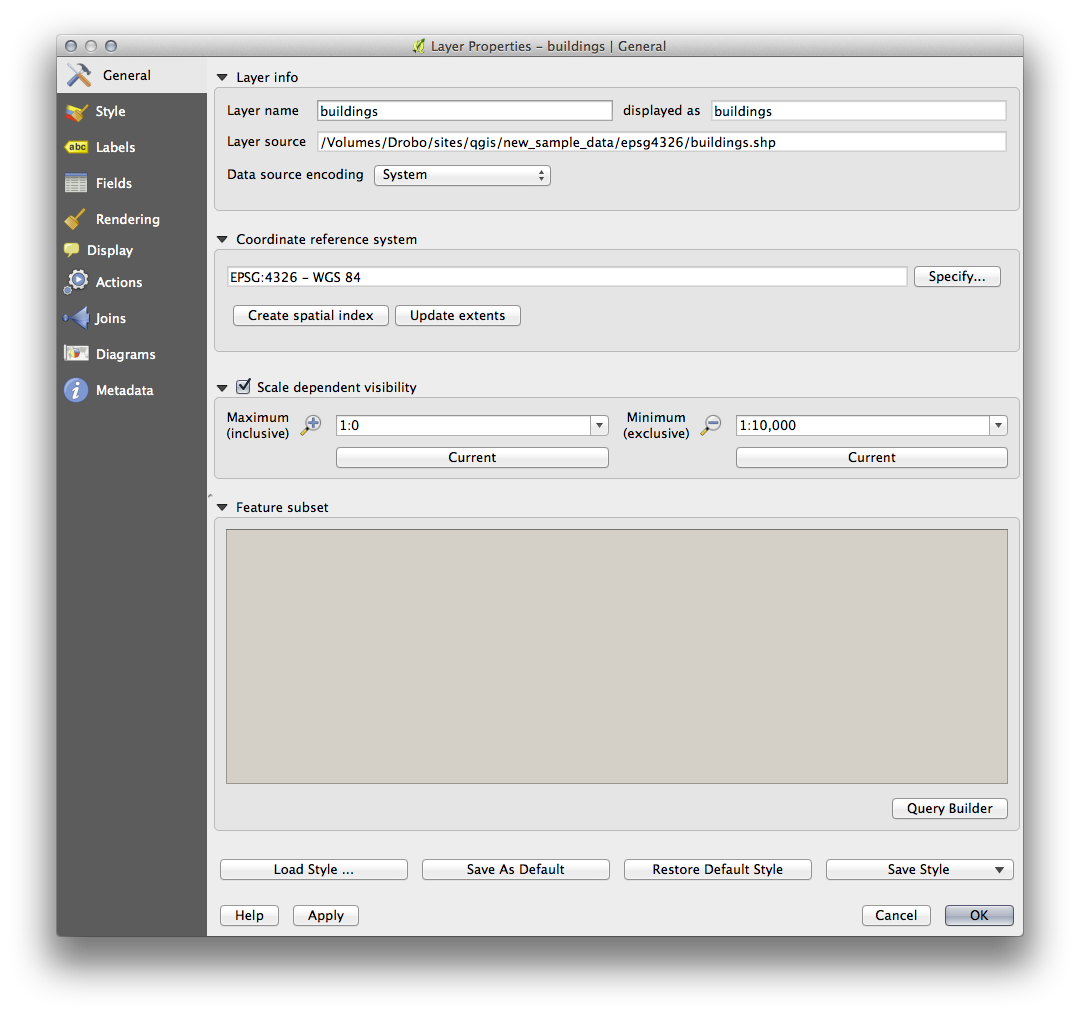 Layer Properties – buildings | General
General
Style
abc Labels
Fields
Rendering
Display
Actions
Joins
Diagrams
i Metadata
Layer info
Layer name buildings displayed as buildings
Layer source /Volumes/Drobo/sites/qgis/new_sample_data/epsg4326/buildings.shp
Data source encoding System
Coordinate reference system
EPSG:4326 – WGS 84 Specify...
Create spatial index Update extents
Scale dependent visibility
Maximum
(inclusive) 1:0
Current
Minimum
(exclusive) 1:10,000
Current
Feature subset
Query Builder
Load Style ... Save As Default Restore Default Style Save Style
Help Apply Cancel OK